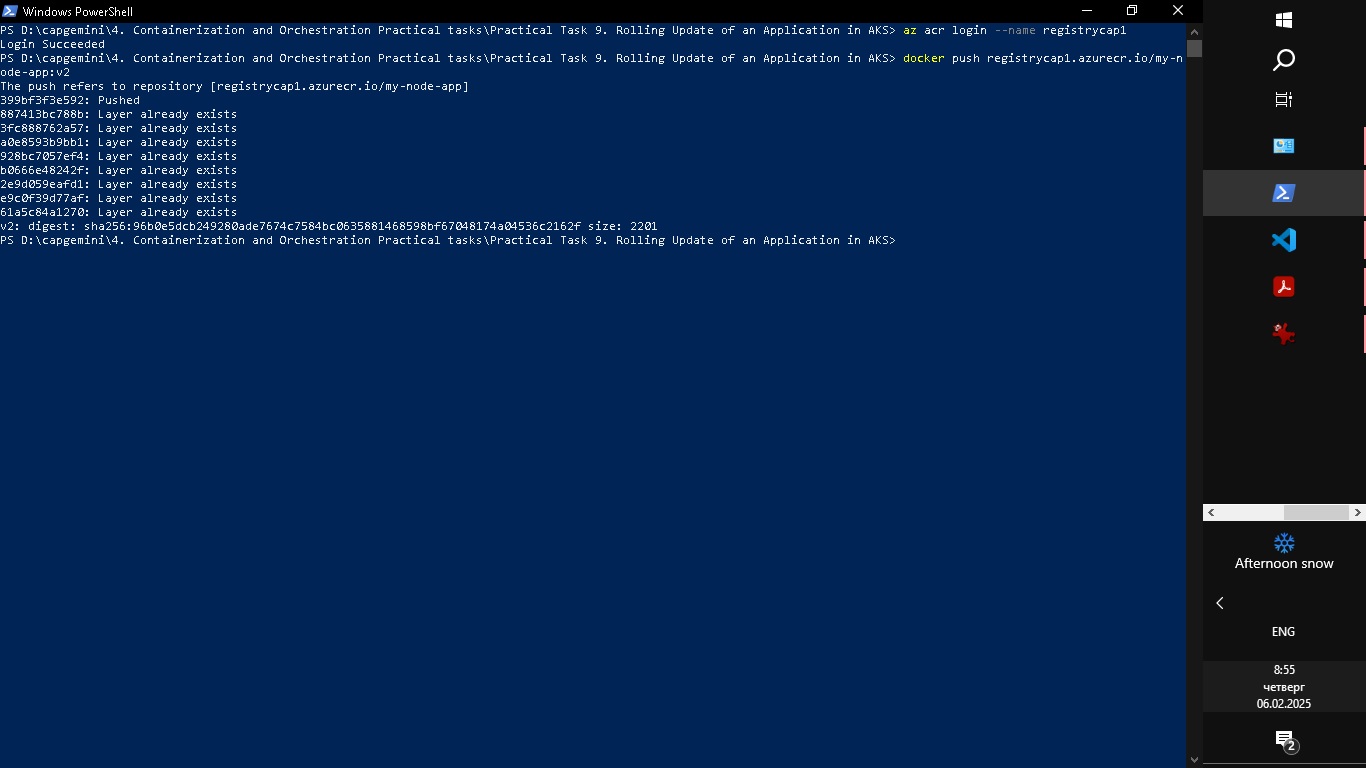 Windows PowerShell
PS D:\capgemini\4. Containerization and Orchestration Practical tasks\Practical Task 9. Rolling Update of an Application in AKS> az acr login --name registrycap1
Login Succeeded
PS D:\capgemini\4. Containerization and Orchestration Practical tasks\Practical Task 9. Rolling Update of an Application in AKS> docker push registrycap1.azurecr.io/my-n
ode-app:v2
The push refers to repository [registrycap1.azurecr.io/my-node-app]
399bf3f3e592: Pushed
887413bc788b: Layer already exists
3fc888762a57: Layer already exists
a0e8593b9bb1: Layer already exists
928bc7057ef4: Layer already exists
b0666e48242f: Layer already exists
2e9d059eafd1: Layer already exists
e9c0f39d77af: Layer already exists
61a5c84a1270: Layer already exists
v2: digest: sha256:96b0e5dcb249280ade7674c7584bc0635881468598bf67048174a04536c2162f size: 2201
PS D:\capgemini\4. Containerization and Orchestration Practical tasks\Practical Task 9. Rolling Update of an Application in AKS>
Afternoon snow
ENG
8:55
четверг
06.02.2025
2